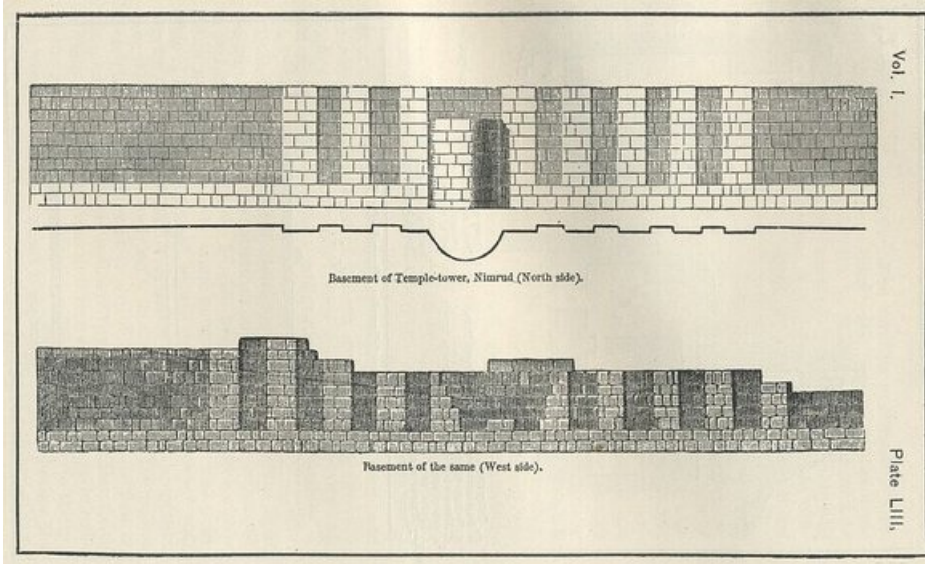 Vol. I.
Basement of Temple-tower, Nimrud (North side).
Basement of the same (West side).
Plate LIII,